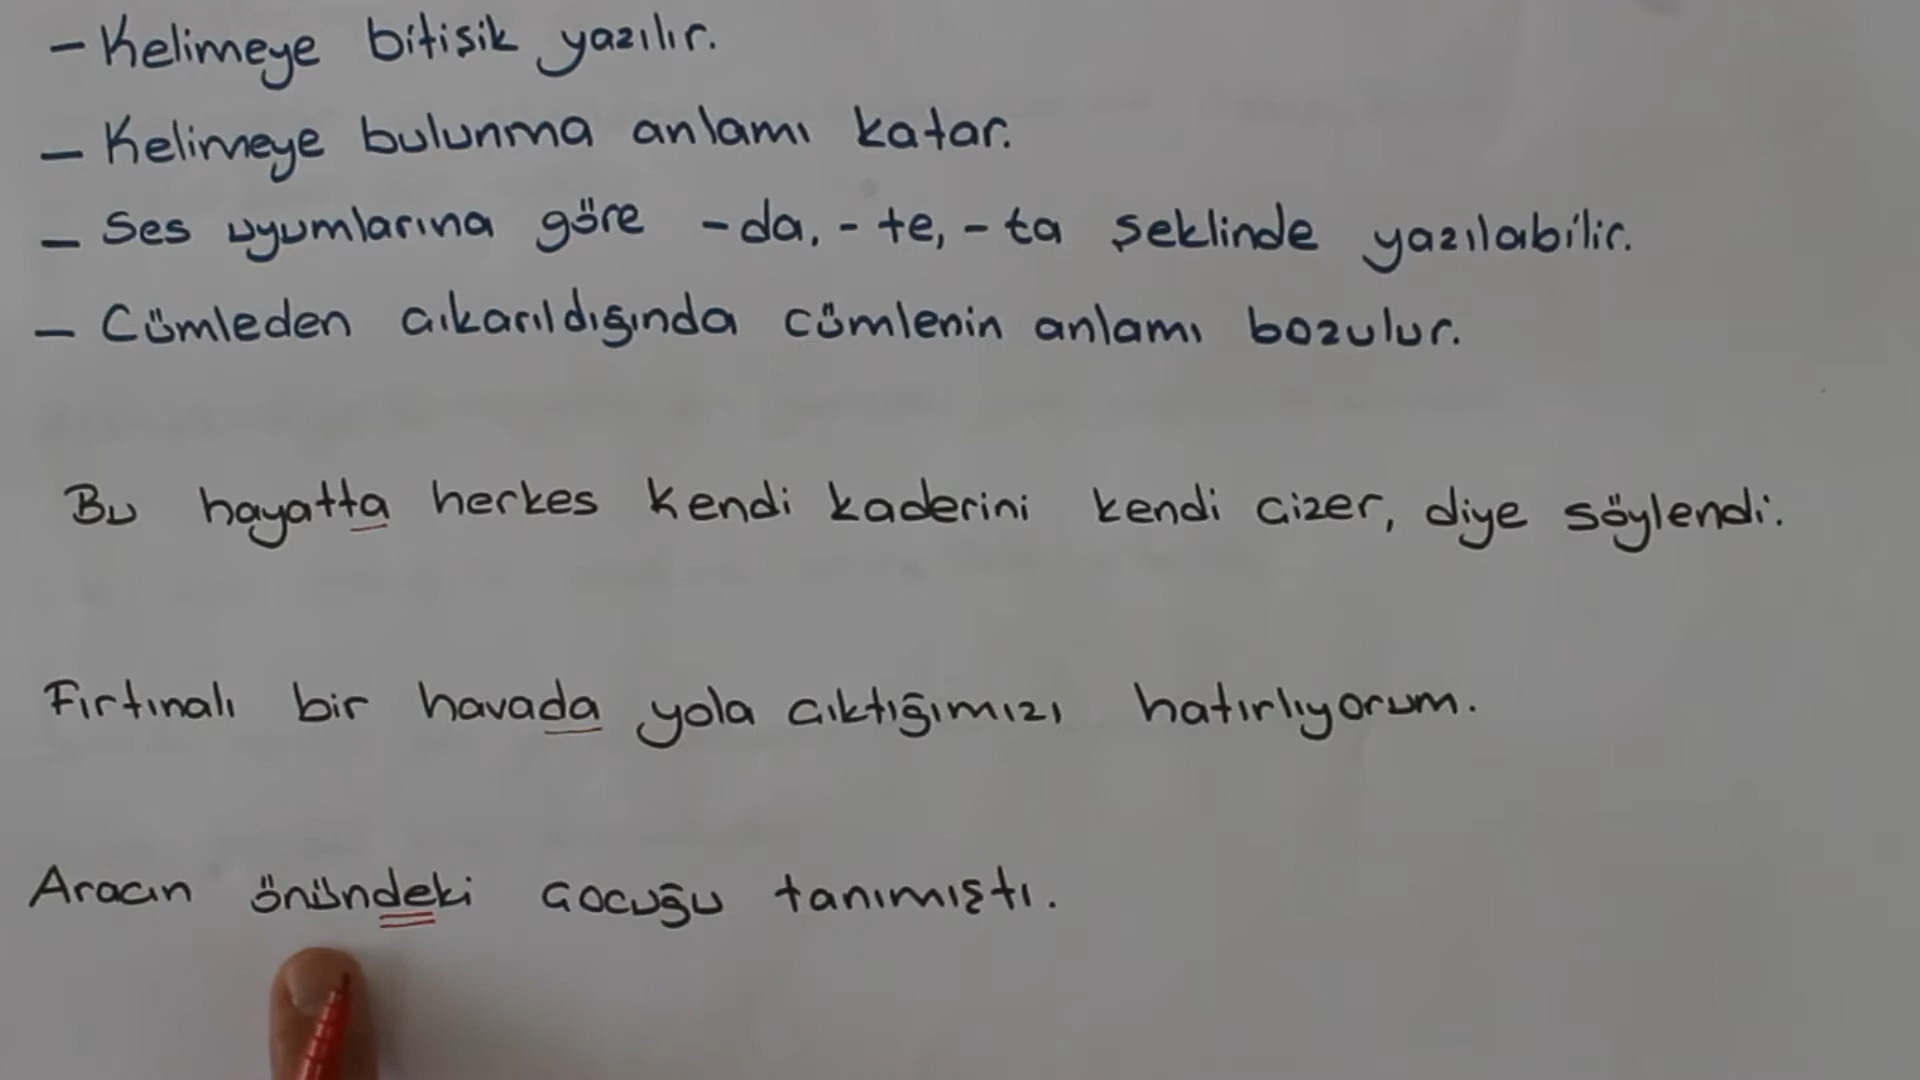 - Kelimeye bitişik yazılır.
- Kelimeye bulunma anlamı katar.
- Ses uyumlarına göre -da, -te, -ta şeklinde yazılabilir.
- Cümleden çıkarıldığında cümlenin anlamı bozulur.
Bu hayatta herkes kendi kaderini kendi çizer, diye söylendi.
Fırtınalı bir havada yola çıktığımızı hatırlıyorum.
Aracın önündeki çocuğu tanımıştı.